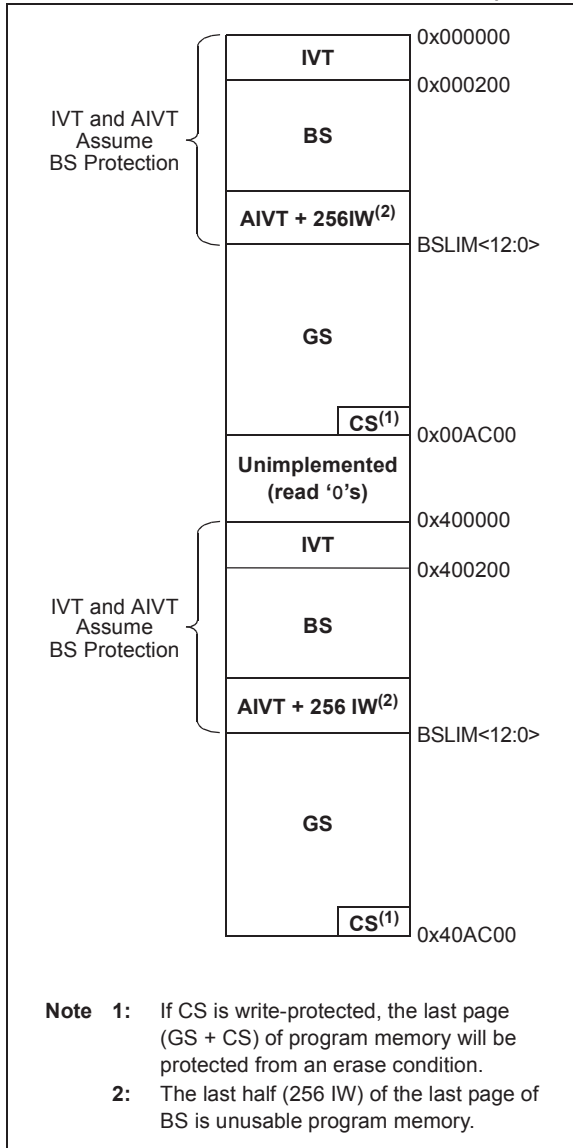 0x000000
IVT
0x000200
IVT and AIVT
Assume
BS Protection
BS
AIVT + 256IW(2)
BSLIM<12:0>
GS
CS(1)
0x00AC00
Unimplemented
(read ‘0’s)
0x400000
IVT
0x400200
IVT and AIVT
Assume
BS Protection
BS
AIVT + 256 IW(2)
BSLIM<12:0>
GS
CS(1)
0x40AC00
Note 1: If CS is write-protected, the last page
(GS + CS) of program memory will be
protected from an erase condition.
2: The last half (256 IW) of the last page of
BS is unusable program memory.